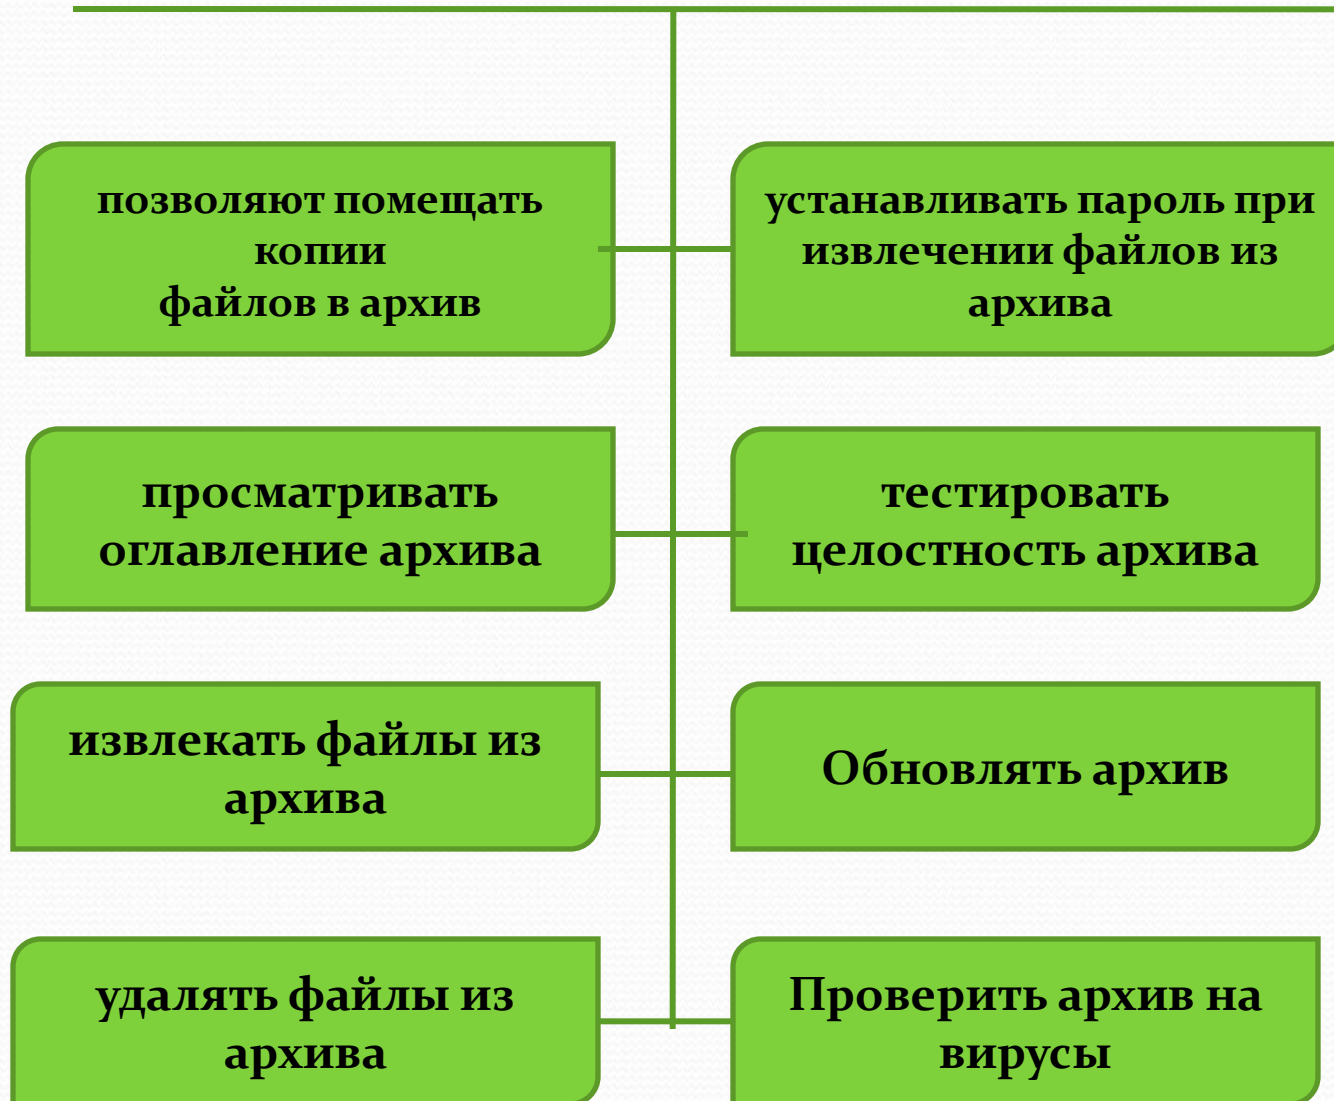 позволяют помещать
копии
файлов в архив
устанавливать пароль при
извлечении файлов из
архива
просматривать
оглавление архива
тестировать
целостность архива
извлекать файлы из
архива
Обновлять архив
удалять файлы из
архива
Проверить архив на
вирусы